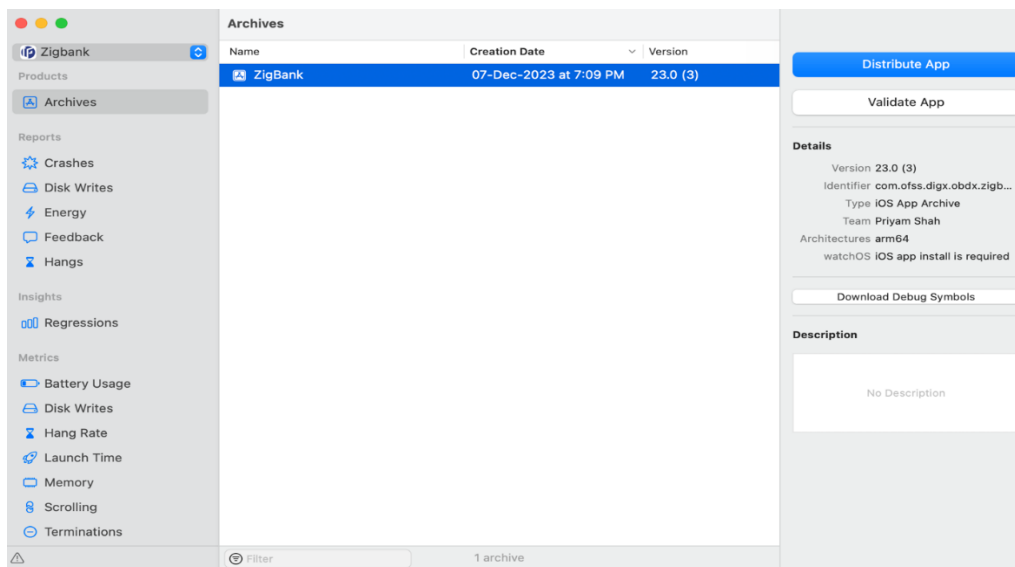 Zigbank
Products
Archives
Reports
Crashes
Disk Writes
Energy
Feedback
Hangs
Insights
Regressions
Metrics
Battery Usage
Disk Writes
Hang Rate
Launch Time
Memory
Scrolling
Terminations
Archives
Name Creation Date Version
ZigBank 07-Dec-2023 at 7:09 PM 23.0 (3)
Filter 1 archive
Distribute App
Validate App
Details
Version 23.0 (3)
Identifier com.ofss.digx.obdx.zigb...
Type iOS App Archive
Team Priyam Shah
Architectures arm64
watchOS iOS app install is required
Download Debug Symbols
Description
No Description